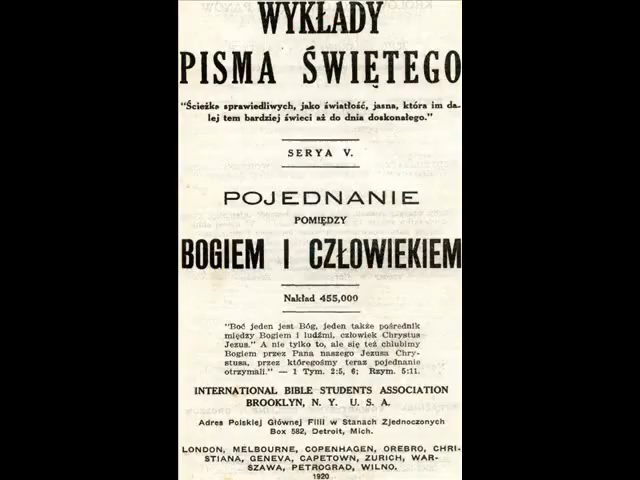 WYKŁADY
PISMA ŚWIĘTEGO
"Ścieżka sprawiedliwych, jako światłość, jasna, która im da-
lej tem bardziej świeci aż do dnia doskonałego."
SERYA V.
POJEDNANIE
POMIĘDZY
BOGIEM I CZŁOWIEKIEM
Nakład 455,000
"Boć jeden jest Bóg, jeden także pośrednik
między Bogiem i ludźmi, człowiek Chrystus
Jezus." A nie tylko to, ale się też chlubimy
Bogiem przez Pana naszego Jezusa Chry-
stusa, przez któregośmy teraz pojednanie
otrzymali." — 1 Tym. 2:5, 6; Rzym. 5:11.
INTERNATIONAL BIBLE STUDENTS ASSOCIATION
BROOKLYN, N. Y. U. S. A.
Adres Polskiej Głównej Filii w Stanach Zjednoczonych
Box 582, Detroit, Mich.
LONDON, MELBOURNE, COPENHAGEN, OREBRO, CHRI-
STIANA, GENEVA, CAPETOWN, ZURICH, WAR-
SZAWA, PETROGRAD, WILNO.
1920